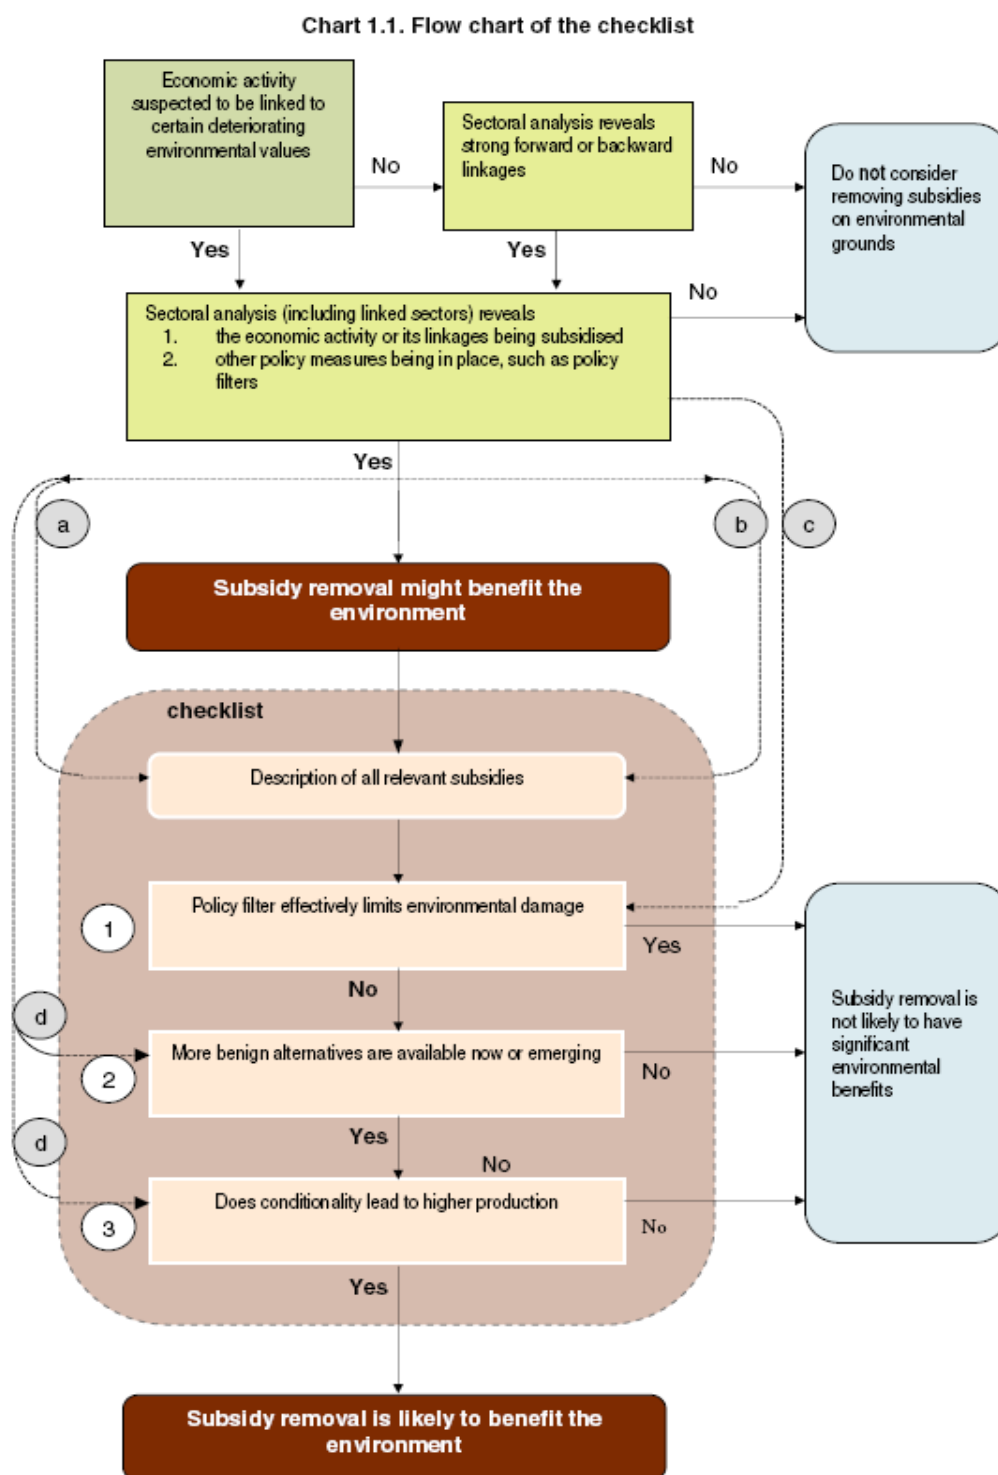 Chart 1.1. Flow chart of the checklist
Economic activity
suspected to be linked to
certain deteriorating
environmental values
No
Sectoral analysis reveals
strong forward or backward
linkages
No
Do not consider
removing subsidies
on environmental
grounds
Yes
Yes
No
Sectoral analysis (including linked sectors) reveals
1. the economic activity or its linkages being subsidised
2. other policy measures being in place, such as policy
filters
Yes
a
b
c
Subsidy removal might benefit the
environment
checklist
Description of all relevant subsidies
1
Policy filter effectively limits environmental damage
Yes
No
d
2
More benign alternatives are available now or emerging
No
Subsidy removal is
not likely to have
significant
environmental
benefits
Yes
No
d
3
Does conditionality lead to higher production
No
Yes
Subsidy removal is likely to benefit the
environment